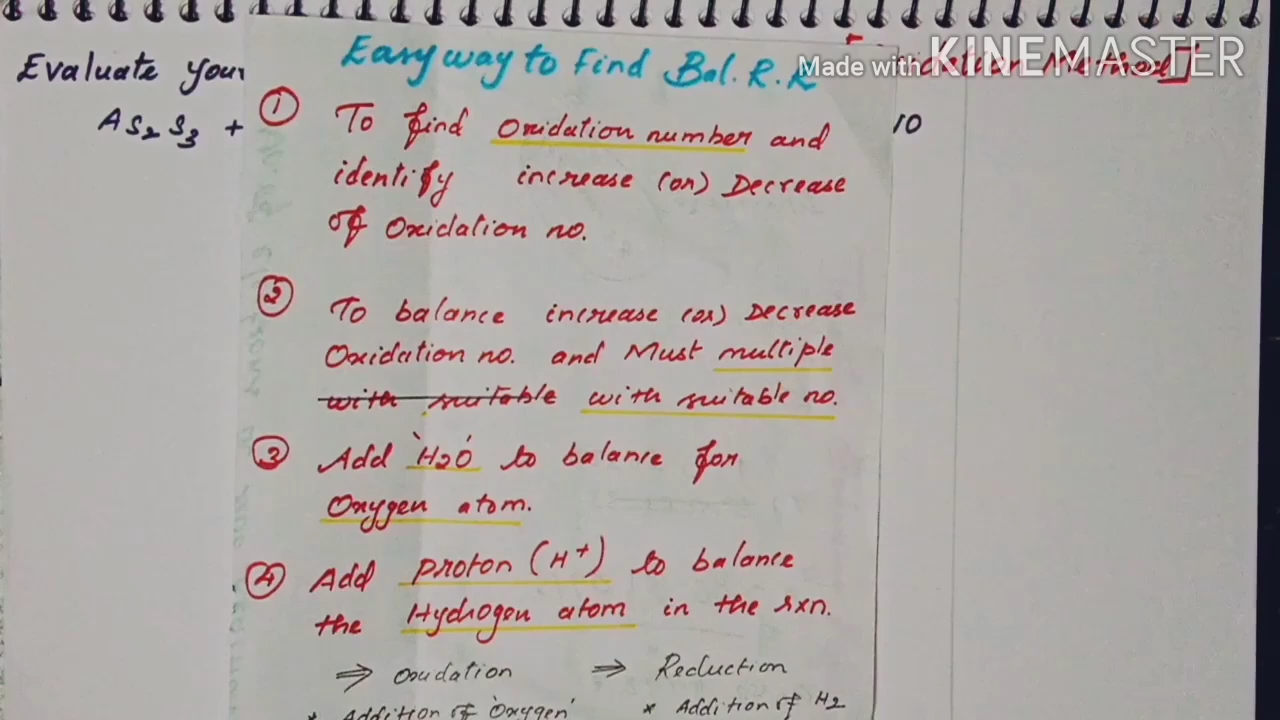 Easy way to Find Bal. R. R
Made with KINEMASTER
Method]
Evaluate your
As2S3 +
10
① To find Oxidation number and
identify increase (or) Decrease
of Oxidation no.
② To balance increase (or) Decrease
Oxidation no. and Must multiple
with suitable with suitable no.
③ Add 'H2O' to balance for
Oxygen atom.
④ Add proton (H+) to balance
the Hydrogen atom in the rxn.
⇒ Oxidation ⇒ Reduction
* Addition of 'Oxygen' * Addition of H2